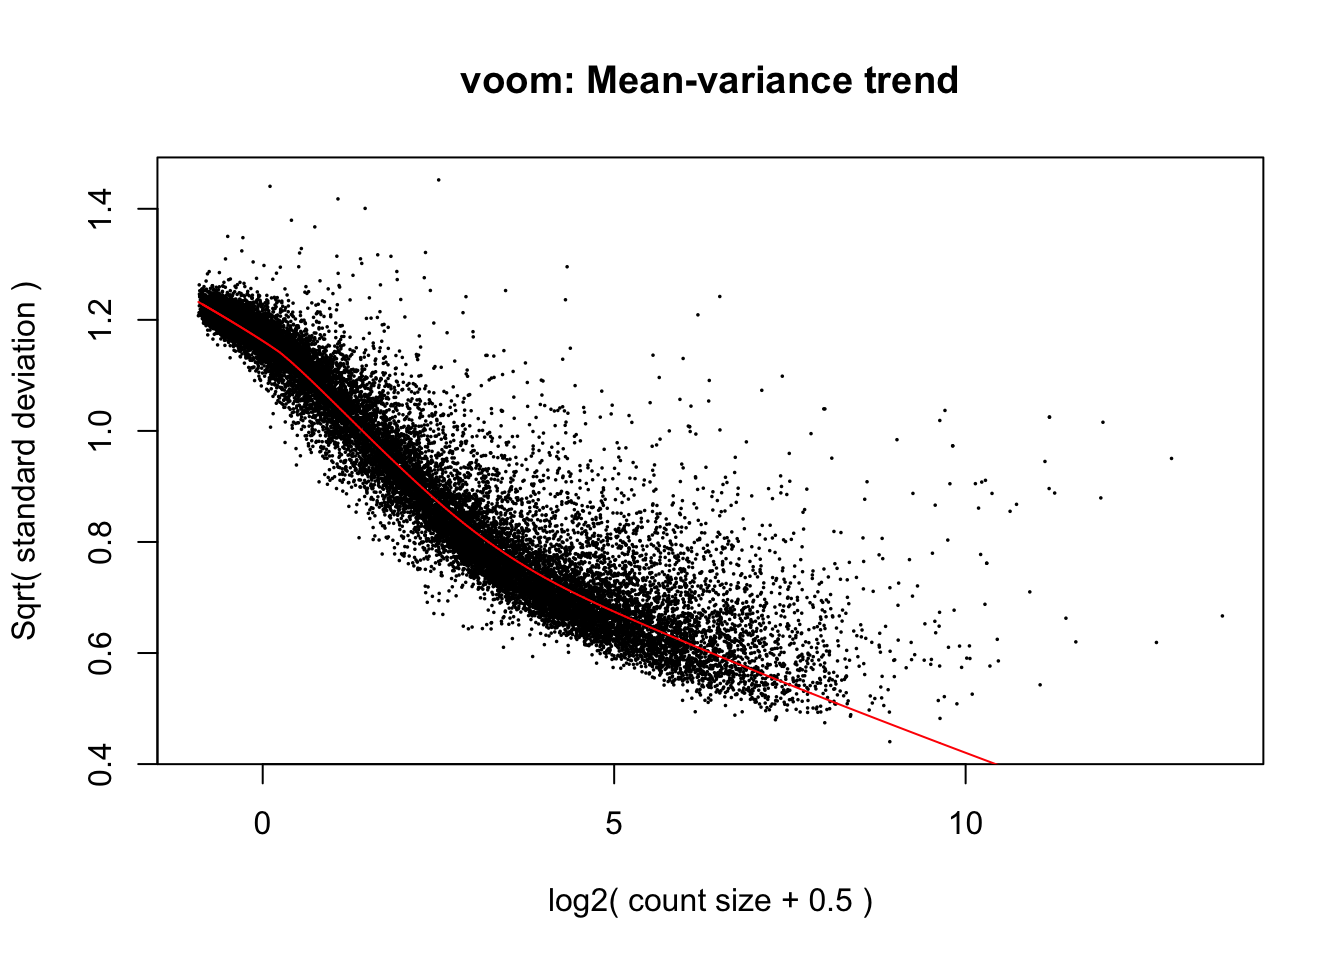 voom: Mean-variance trend
Sqrt( standard deviation )
1.4
1.2
1.0
0.8
0.6
0.4
0 5 10
log2( count size + 0.5 )